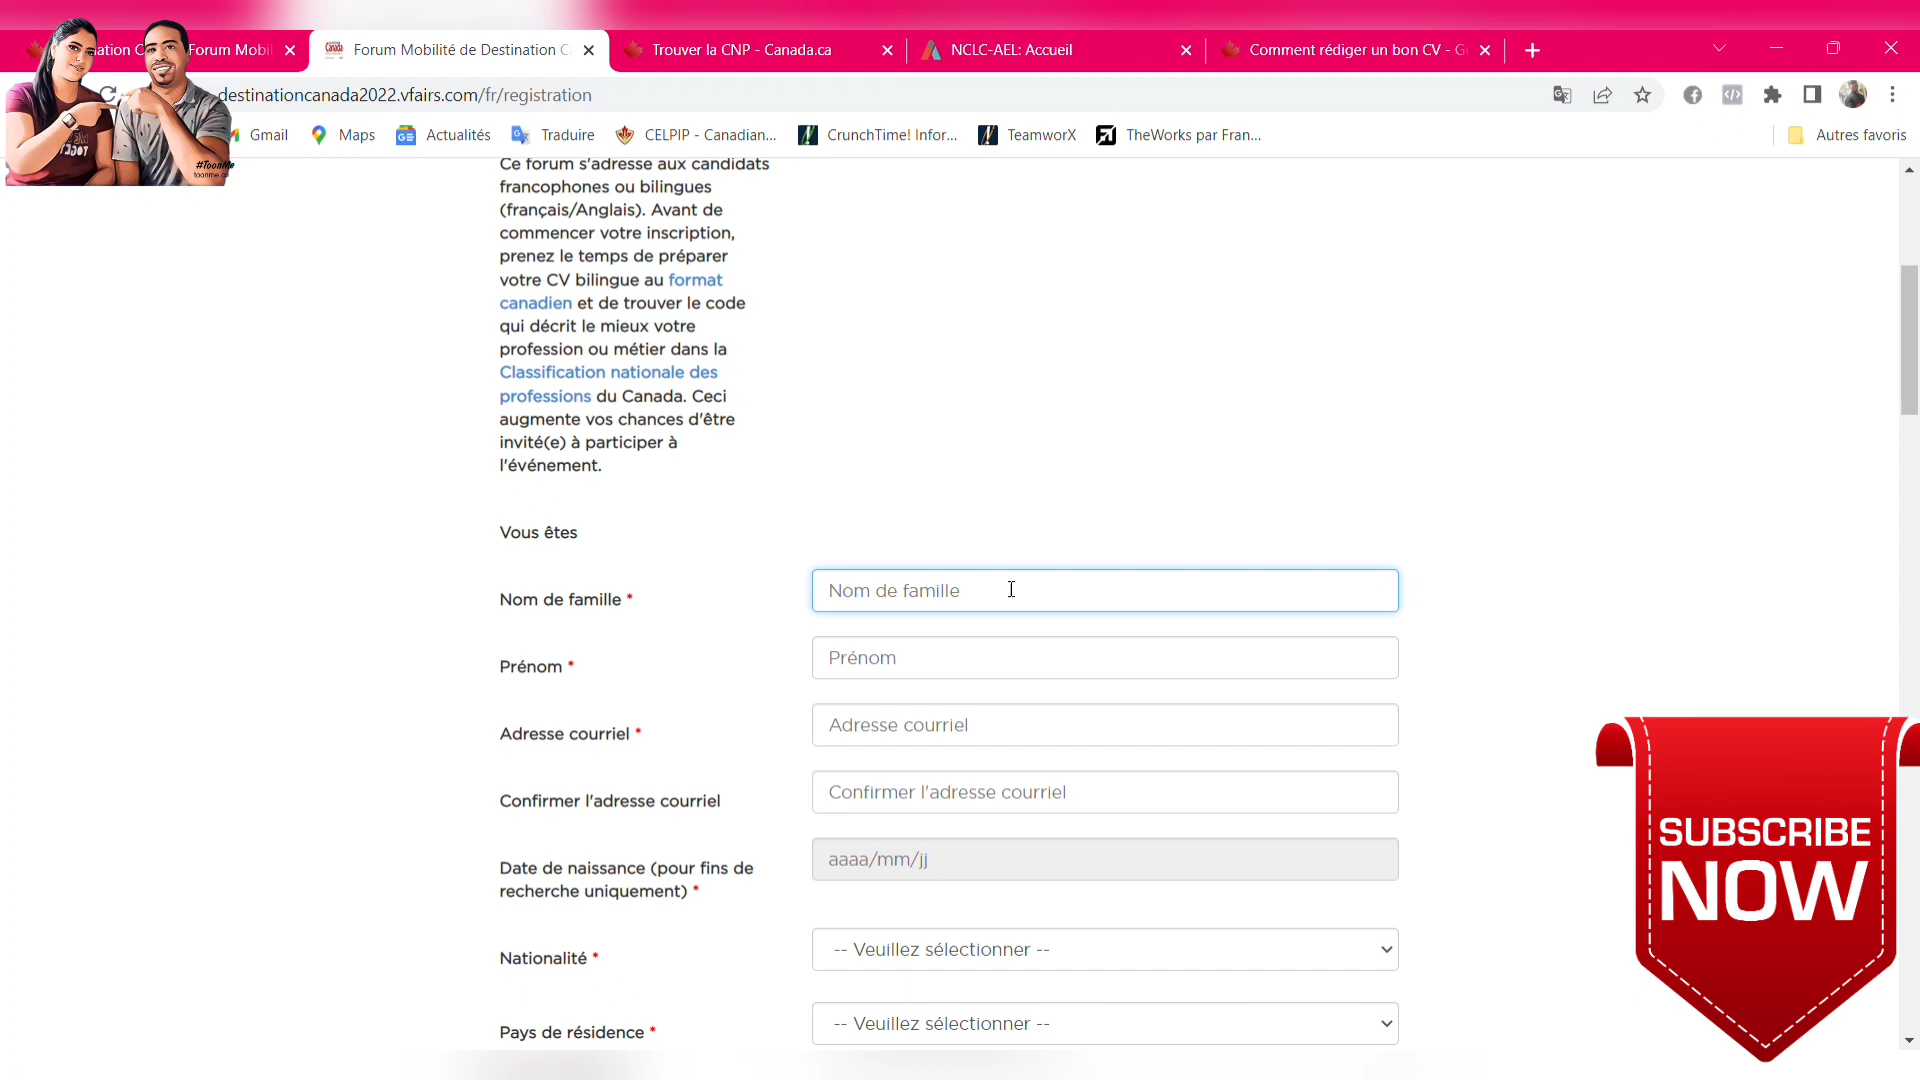 ation C
Forum Mobil
Forum Mobilité de Destination C
Trouver la CNP - Canada.ca
NCLC-AEL: Accueil
Comment rédiger un bon CV - G
destinationcanada2022.vfairs.com/fr/registration
Gmail
Maps
Actualités
Traduire
CELPIP - Canadian...
CrunchTime! Infor...
TeamworX
TheWorks par Fran...
Autres favoris
#ToonMe
Ce forum s'adresse aux candidats
francophones ou bilingues
(français/Anglais). Avant de
commencer votre inscription,
prenez le temps de préparer
votre CV bilingue au format
canadien et de trouver le code
qui décrit le mieux votre
profession ou métier dans la
Classification nationale des
professions du Canada. Ceci
augmente vos chances d'être
invité(e) à participer à
l'événement.
Vous êtes
Nom de famille *
Nom de famille
Prénom *
Prénom
Adresse courriel *
Adresse courriel
Confirmer l'adresse courriel
Confirmer l'adresse courriel
Date de naissance (pour fins de
recherche uniquement) *
aaaa/mm/jj
Nationalité *
-- Veuillez sélectionner --
Pays de résidence *
-- Veuillez sélectionner --
SUBSCRIBE
NOW